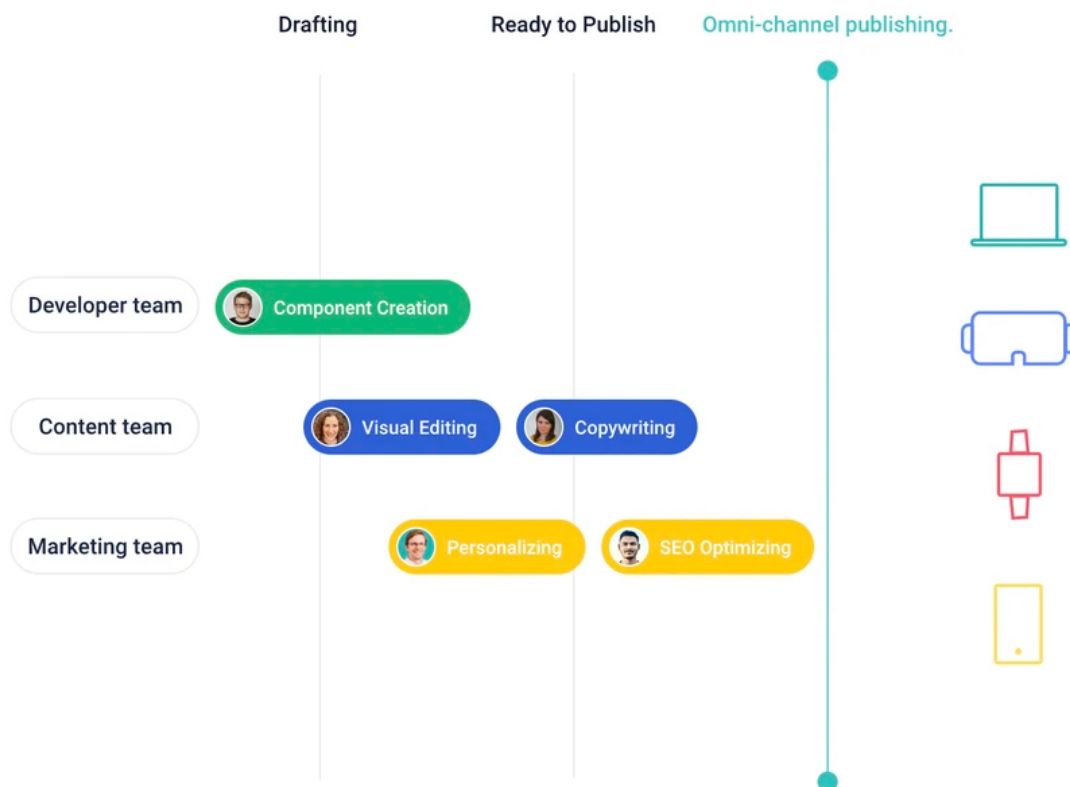 Drafting
Ready to Publish
Omni-channel publishing.
Developer team
Component Creation
Content team
Visual Editing
Copywriting
Marketing team
Personalizing
SEO Optimizing